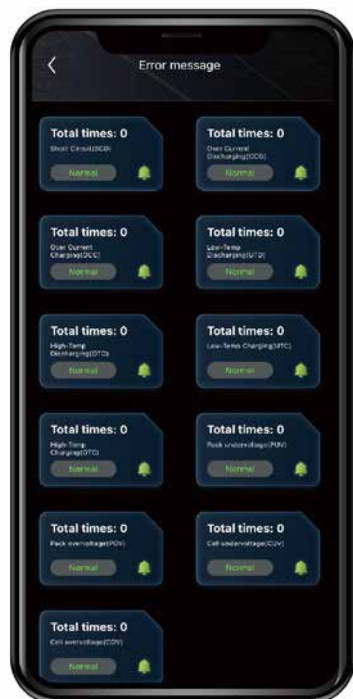 Error message
Total times: 0
Short Circuit(SCD)
Normal
Total times: 0
Over Current
Discharging(OCD)
Normal
Total times: 0
Over Current
Charging(OCC)
Normal
Total times: 0
Low-Temp
Discharging(UTD)
Normal
Total times: 0
High-Temp
Discharging(OTD)
Normal
Total times: 0
Low-Temp Charging(UTC)
Normal
Total times: 0
High-Temp
Charging(OTC)
Normal
Total times: 0
Pack undervoltage(PUV)
Normal
Total times: 0
Pack overvoltage(POV)
Normal
Total times: 0
Cell undervoltage(CUV)
Normal
Total times: 0
Cell overvoltage(COV)
Normal